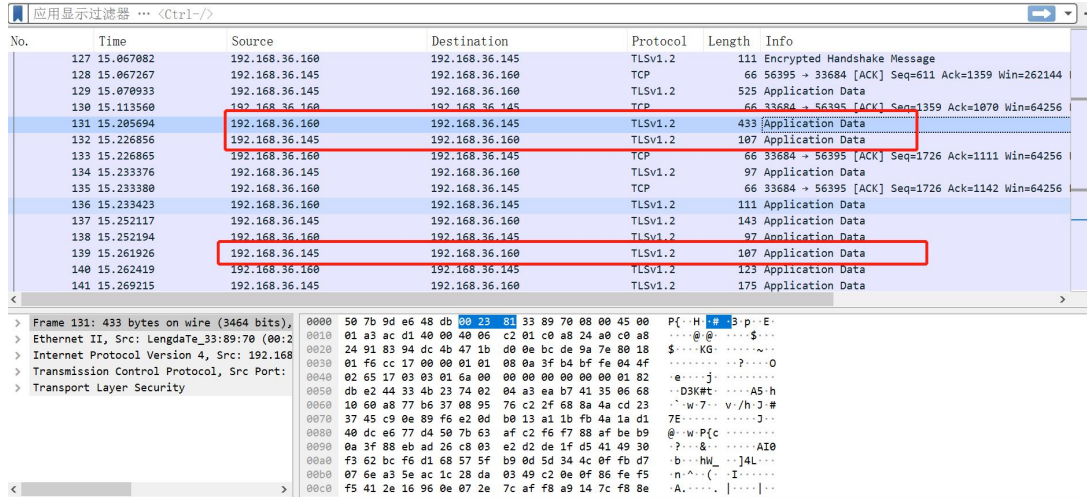 应用显示过滤器 … <Ctrl-/>
No. Time Source Destination Protocol Length Info
127 15.067082 192.168.36.160 192.168.36.145 TLSv1.2 111 Encrypted Handshake Message
128 15.067267 192.168.36.145 192.168.36.160 TCP 66 56395 → 33684 [ACK] Seq=611 Ack=1359 Win=262144
129 15.070933 192.168.36.145 192.168.36.160 TLSv1.2 525 Application Data
130 15.113560 192.168.36.160 192.168.36.145 TCP 66 33684 → 56395 [ACK] Seq=1359 Ack=1070 Win=64256
131 15.205694 192.168.36.160 192.168.36.145 TLSv1.2 433 Application Data
132 15.226856 192.168.36.145 192.168.36.160 TLSv1.2 107 Application Data
133 15.226865 192.168.36.160 192.168.36.145 TCP 66 33684 → 56395 [ACK] Seq=1726 Ack=1111 Win=64256
134 15.233376 192.168.36.145 192.168.36.160 TLSv1.2 97 Application Data
135 15.233380 192.168.36.160 192.168.36.145 TCP 66 33684 → 56395 [ACK] Seq=1726 Ack=1142 Win=64256
136 15.233423 192.168.36.160 192.168.36.145 TLSv1.2 111 Application Data
137 15.252117 192.168.36.145 192.168.36.160 TLSv1.2 143 Application Data
138 15.252194 192.168.36.160 192.168.36.145 TLSv1.2 97 Application Data
139 15.261926 192.168.36.145 192.168.36.160 TLSv1.2 107 Application Data
140 15.262419 192.168.36.160 192.168.36.145 TLSv1.2 123 Application Data
141 15.269215 192.168.36.145 192.168.36.160 TLSv1.2 175 Application Data
Frame 131: 433 bytes on wire (3464 bits),
Ethernet II, Src: LengdaTe_33:89:70 (00:2
Internet Protocol Version 4, Src: 192.168
Transmission Control Protocol, Src Port:
Transport Layer Security
0000 50 7b 9d e6 48 db 00 23 81 33 89 70 08 00 45 00 P{··H··# ·3·p··E·
0010 01 a3 ac d1 40 00 40 06 c2 01 c0 a8 24 a0 c0 a8 ····@·@· ····$···
0020 24 91 83 94 dc 4b 47 1b d0 0e bc de 9a 7e 80 18 $····KG· ·····~··
0030 01 f6 cc 17 00 00 01 01 08 0a 3f b4 bf fe 04 4f ········ ··?····O
0040 02 65 17 03 03 01 6a 00 00 00 00 00 00 00 01 82 ·e····j· ········
0050 db e2 44 33 4b 23 74 02 04 a3 ea b7 41 35 06 68 ··D3K#t· ····A5·h
0060 10 60 a8 77 b6 37 08 95 76 c2 2f 68 8a 4a cd 23 ·`·w·7·· v·/h·J·#
0070 37 45 c9 0e 89 f6 e2 0d b0 13 a1 1b fb 4a 1a d1 7E······ ·····J··
0080 40 dc e6 77 d4 50 7b 63 af c2 f6 f7 88 af be b9 @··w·P{c ········
0090 0a 3f 88 eb ad 26 c8 03 e2 d2 de 1f d5 41 49 30 ·?···&·· ·····AI0
00a0 f3 62 bc f6 d1 68 57 5f b9 0d 5d 34 4c 0f fb d7 ·b···hW_ ··]4L···
00b0 07 6e a3 5e ac 1c 28 da 03 49 c2 0e 0f 86 fe f5 ·n·^··(· ·I······
00c0 f5 41 2e 16 96 0e 07 2e 7c af f8 a9 14 7c f8 8e ·A.····. |····|··